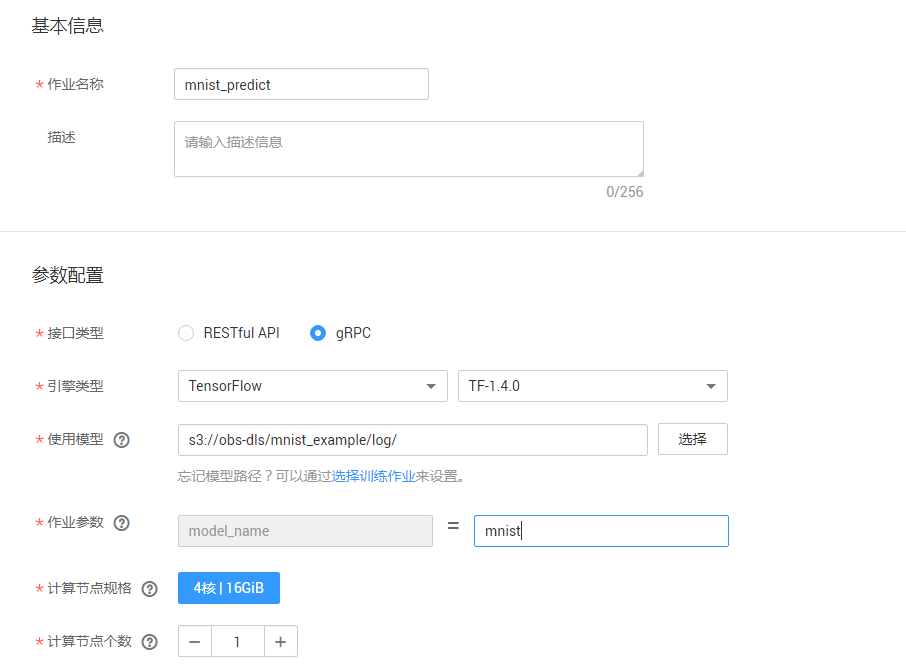 基本信息
* 作业名称 mnist_predict
描述 请输入描述信息
0/256
参数配置
* 接口类型 RESTful API gRPC
* 引擎类型 TensorFlow TF-1.4.0
* 使用模型 ? s3://obs-dls/mnist_example/log/ 选择
忘记模型路径？可以通过选择训练作业来设置。
* 作业参数 ? model_name = mnist
* 计算节点规格 ? 4核 | 16GiB
* 计算节点个数 ? − 1 +